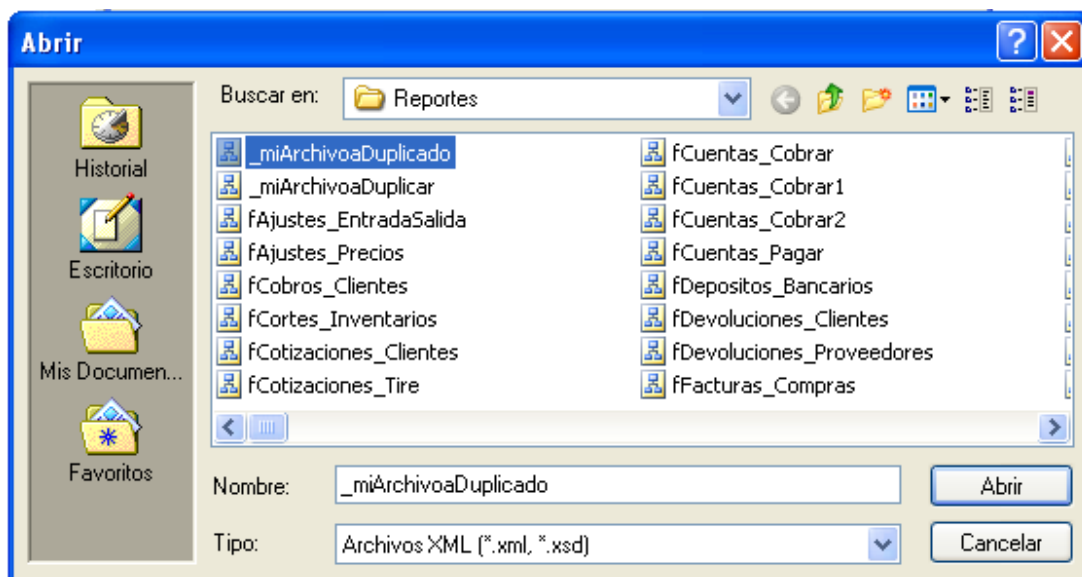 Abrir
Buscar en: Reportes
Historial
Escritorio
Mis Documen...
Favoritos
_miArchivoaDuplicado
_miArchivoaDuplicar
fAjustes_EntradaSalida
fAjustes_Precios
fCobros_Clientes
fCortes_Inventarios
fCotizaciones_Clientes
fCotizaciones_Tire
fCuentas_Cobrar
fCuentas_Cobrar1
fCuentas_Cobrar2
fCuentas_Pagar
fDepositos_Bancarios
fDevoluciones_Clientes
fDevoluciones_Proveedores
fFacturas_Compras
Nombre: _miArchivoaDuplicado Abrir
Tipo: Archivos XML (*.xml, *.xsd) Cancelar